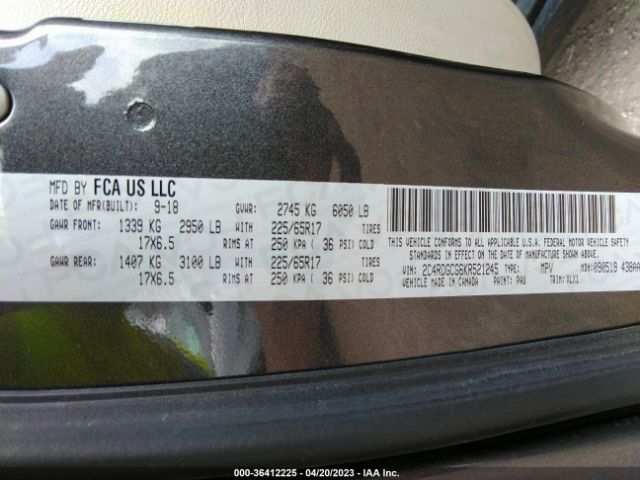 MFD BY FCA US LLC
DATE OF MFR(BUILT): 9-18 GVWR: 2745 KG 6050 LB
GAWR FRONT: 1339 KG 2950 LB WITH 225/65R17 TIRES
17X6.5 RIMS AT 250 KPA ( 36 PSI) COLD
GAWR REAR: 1407 KG 3100 LB WITH 225/65R17 TIRES
17X6.5 RIMS AT 250 KPA ( 36 PSI) COLD
THIS VEHICLE CONFORMS TO ALL APPLICABLE U.S.A. FEDERAL MOTOR VEHICLE SAFETY
STANDARDS IN EFFECT ON THE DATE OF MANUFACTURE SHOWN ABOVE.
VIN: 2C4RDGCG6KR521245 TYPE: MPV MDH: 090519 438AA
VEHICLE MADE IN CANADA PAINT: PAU TRIM: XLX1
000-36412225 - 04/20/2023 - IAA Inc.